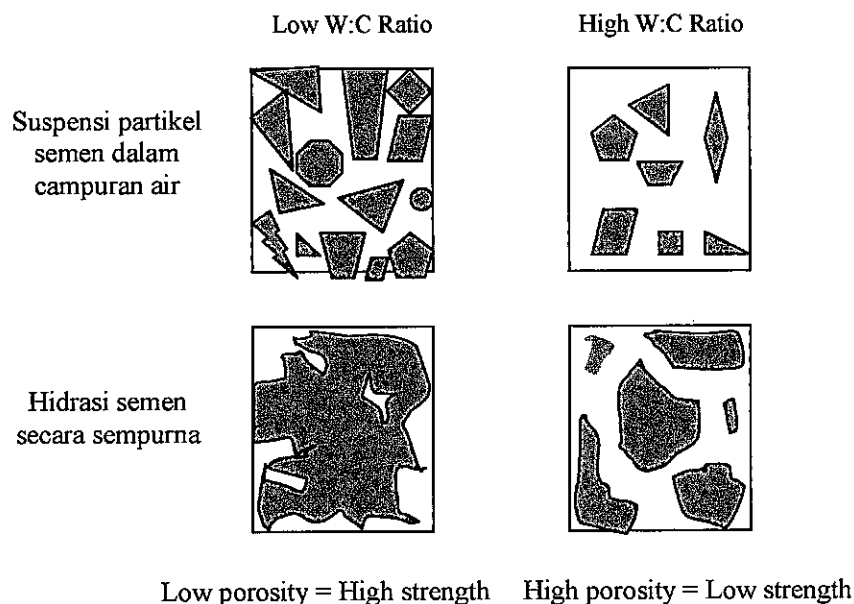 Low W:C Ratio
High W:C Ratio
Suspensi partikel
semen dalam
campuran air
Hidrasi semen
secara sempurna
Low porosity = High strength
High porosity = Low strength